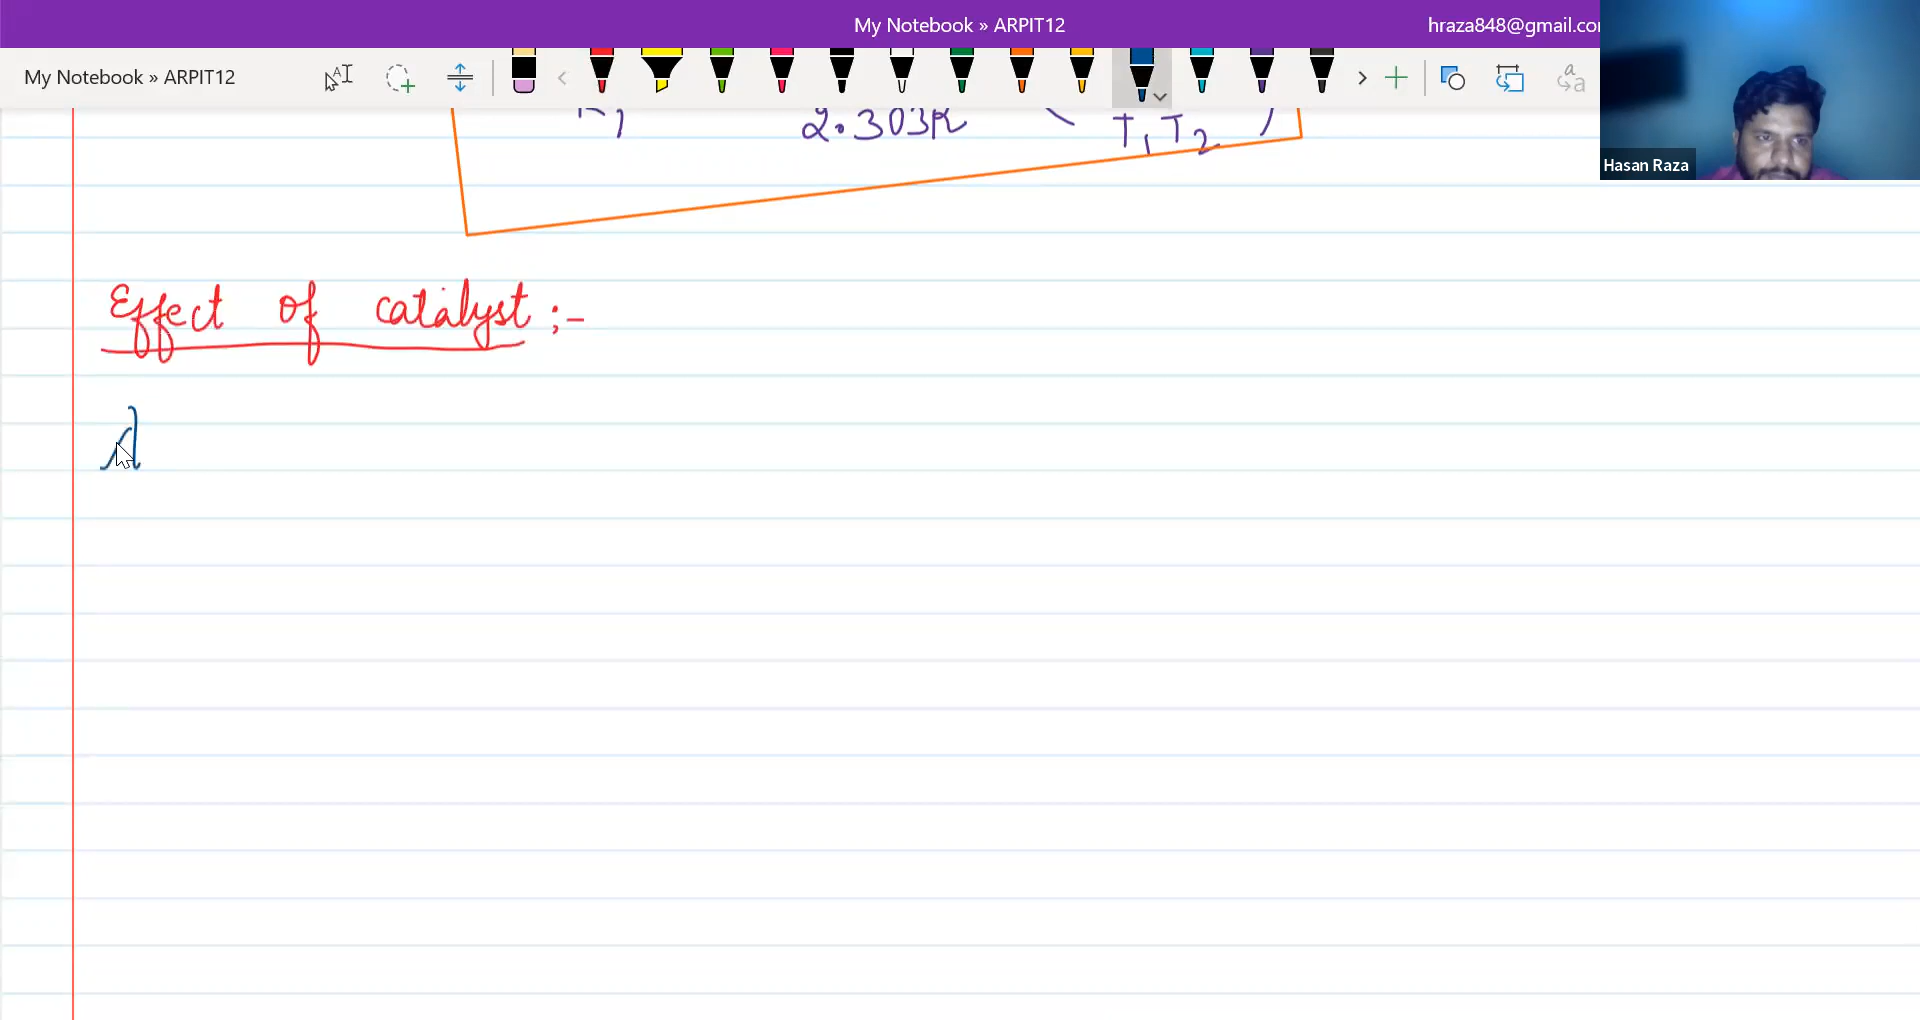 My Notebook » ARPIT12
hraza848@gmail.co
My Notebook » ARPIT12
Hasan Raza
2.303R T₁T₂
Effect of catalyst :-